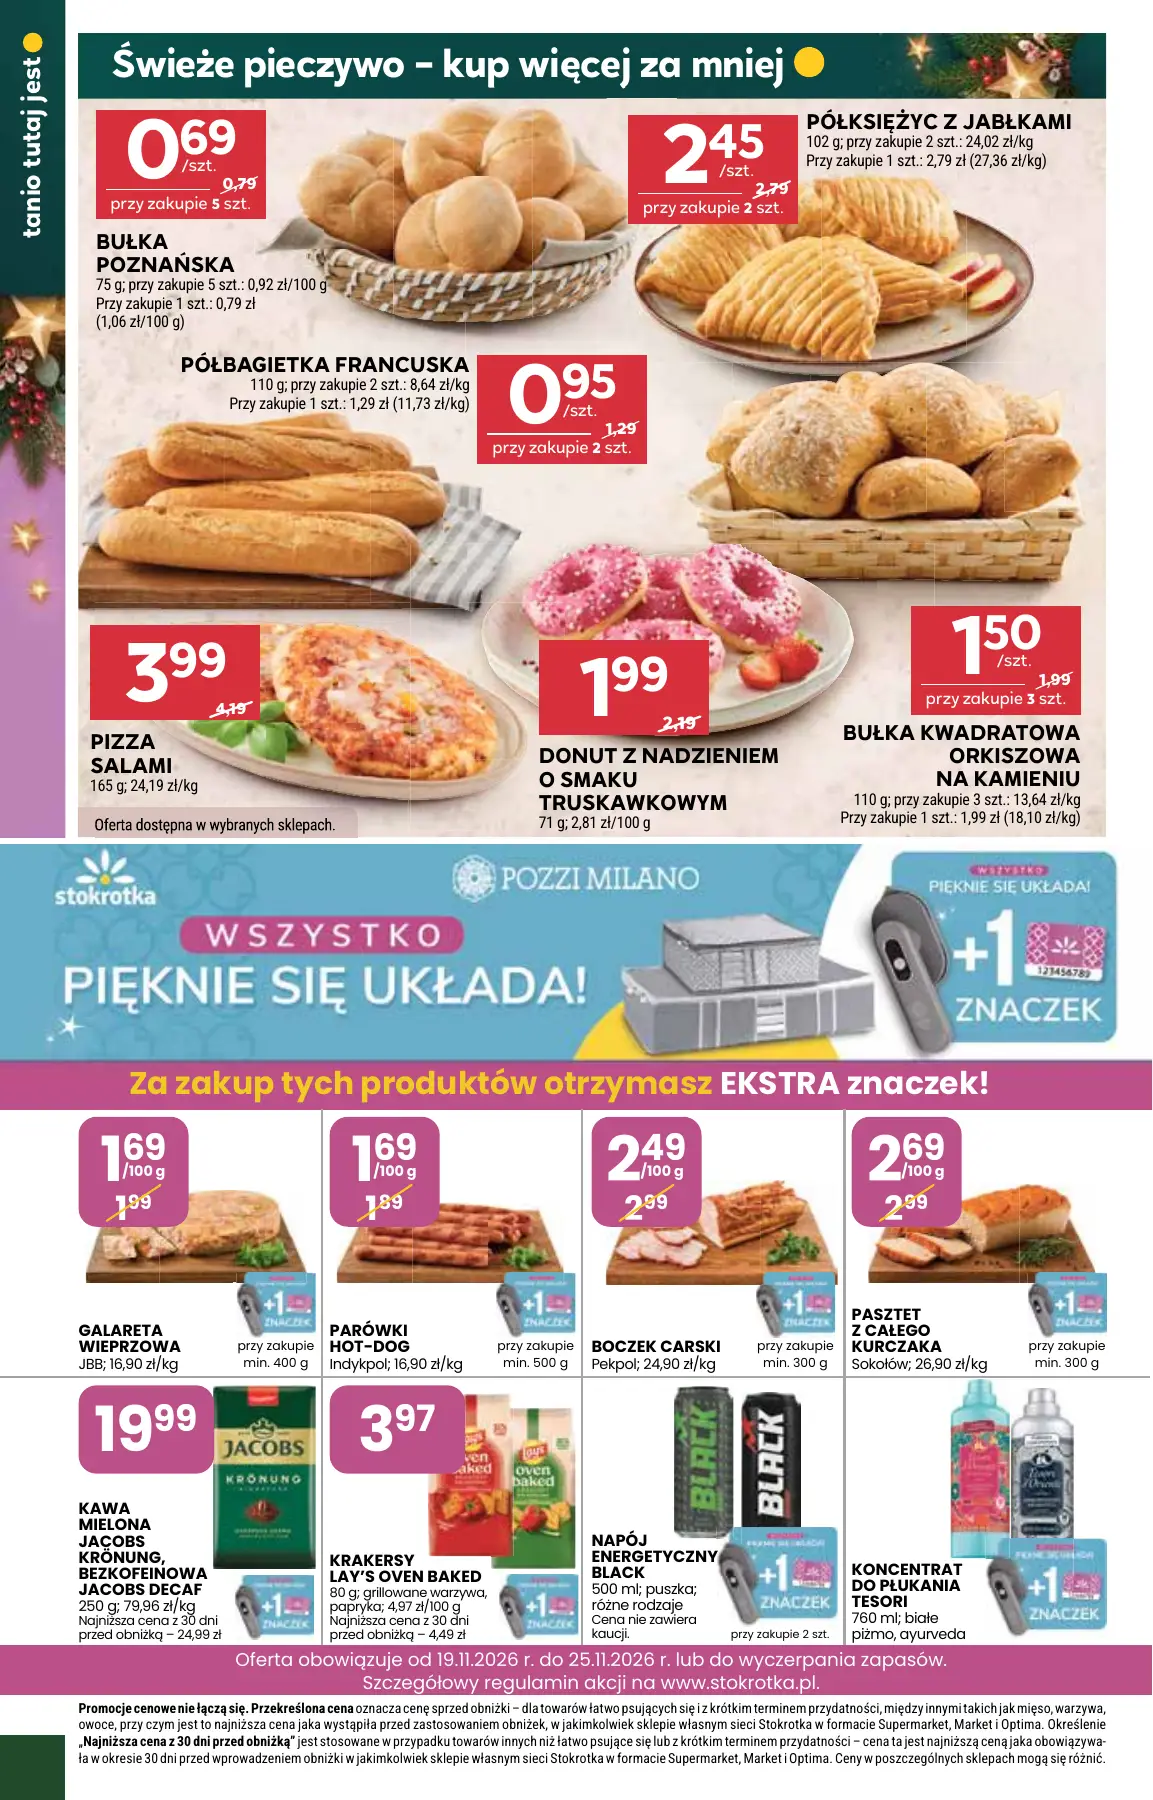 tanio tutaj jest
Świeże pieczywo – kup więcej za mniej
0 69
/szt.
0,79
przy zakupie 5 szt.
BUŁKA
POZNAŃSKA
75 g; przy zakupie 5 szt.: 0,92 zł/100 g
Przy zakupie 1 szt.: 0,79 zł
(1,06 zł/100 g)
2 45
/szt.
2,79
przy zakupie 2 szt.
PÓŁKSIĘŻYC Z JABŁKAMI
102 g; przy zakupie 2 szt.: 24,02 zł/kg
Przy zakupie 1 szt.: 2,79 zł (27,36 zł/kg)
PÓŁBAGIETKA FRANCUSKA
110 g; przy zakupie 2 szt.: 8,64 zł/kg
Przy zakupie 1 szt.: 1,29 zł (11,73 zł/kg)
0 95
/szt.
1,29
przy zakupie 2 szt.
3 99
4,19
PIZZA
SALAMI
165 g; 24,19 zł/kg
Oferta dostępna w wybranych sklepach.
1 99
2,19
DONUT Z NADZIENIEM
O SMAKU
TRUSKAWKOWYM
71 g; 2,81 zł/100 g
1 50
/szt.
1,99
przy zakupie 3 szt.
BUŁKA KWADRATOWA
ORKISZOWA
NA KAMIENIU
110 g; przy zakupie 3 szt.: 13,64 zł/kg
Przy zakupie 1 szt.: 1,99 zł (18,10 zł/kg)
stokrotka
POZZI MILANO
WSZYSTKO
PIĘKNIE SIĘ UKŁADA!
WSZYSTKO
PIĘKNIE SIĘ UKŁADA!
+1
123456789
ZNACZEK
Za zakup tych produktów otrzymasz EKSTRA znaczek!
1 69
/100 g
1 99
GALARETA
WIEPRZOWA
JBB; 16,90 zł/kg
+1
ZNACZEK
przy zakupie
min. 400 g
1 69
/100 g
1 89
PARÓWKI
HOT-DOG
Indykpol; 16,90 zł/kg
+1
ZNACZEK
przy zakupie
min. 500 g
2 49
/100 g
2 99
BOCZEK CARSKI
Pekpol; 24,90 zł/kg
+1
ZNACZEK
przy zakupie
min. 300 g
2 69
/100 g
2 99
PASZTET
Z CAŁEGO
KURCZAKA
Sokołów; 26,90 zł/kg
+1
ZNACZEK
przy zakupie
min. 300 g
19 99
JACOBS
KRÖNUNG
KAWA
MIELONA
JACOBS
KRÖNUNG,
BEZKOFEINOWA
JACOBS DECAF
250 g; 79,96 zł/kg
Najniższa cena z 30 dni
przed obniżką – 24,99 zł
+1
ZNACZEK
3 97
Lay's
oven
baked
KRAKERSY
LAY'S OVEN BAKED
80 g; grillowane warzywa,
papryka; 4,97 zł/100 g
Najniższa cena z 30 dni
przed obniżką – 4,49 zł
+1
ZNACZEK
BLACK
BLACK
NAPÓJ
ENERGETYCZNY
BLACK
500 ml; puszka;
różne rodzaje
Cena nie zawiera
kaucji.
+1
ZNACZEK
przy zakupie 2 szt.
KONCENTRAT
DO PŁUKANIA
TESORI
760 ml; białe
piżmo, ayurveda
+1
ZNACZEK
Oferta obowiązuje od 19.11.2026 r. do 25.11.2026 r. lub do wyczerpania zapasów.
Szczegółowy regulamin akcji na www.stokrotka.pl.
Promocje cenowe nie łączą się. Przekreślona cena oznacza cenę sprzed obniżki – dla towarów łatwo psujących się i z krótkim terminem przydatności, między innymi takich jak mięso, warzywa,
owoce, przy czym jest to najniższa cena jaka wystąpiła przed zastosowaniem obniżek, w jakimkolwiek sklepie własnym sieci Stokrotka w formacie Supermarket, Market i Optima. Określenie
„Najniższa cena z 30 dni przed obniżką” jest stosowane w przypadku towarów innych niż łatwo psujące się lub z krótkim terminem przydatności – cena ta jest najniższą ceną jaka obowiązywa-
ła w okresie 30 dni przed wprowadzeniem obniżki w jakimkolwiek sklepie własnym sieci Stokrotka w formacie Supermarket, Market i Optima. Ceny w poszczególnych sklepach mogą się różnić.